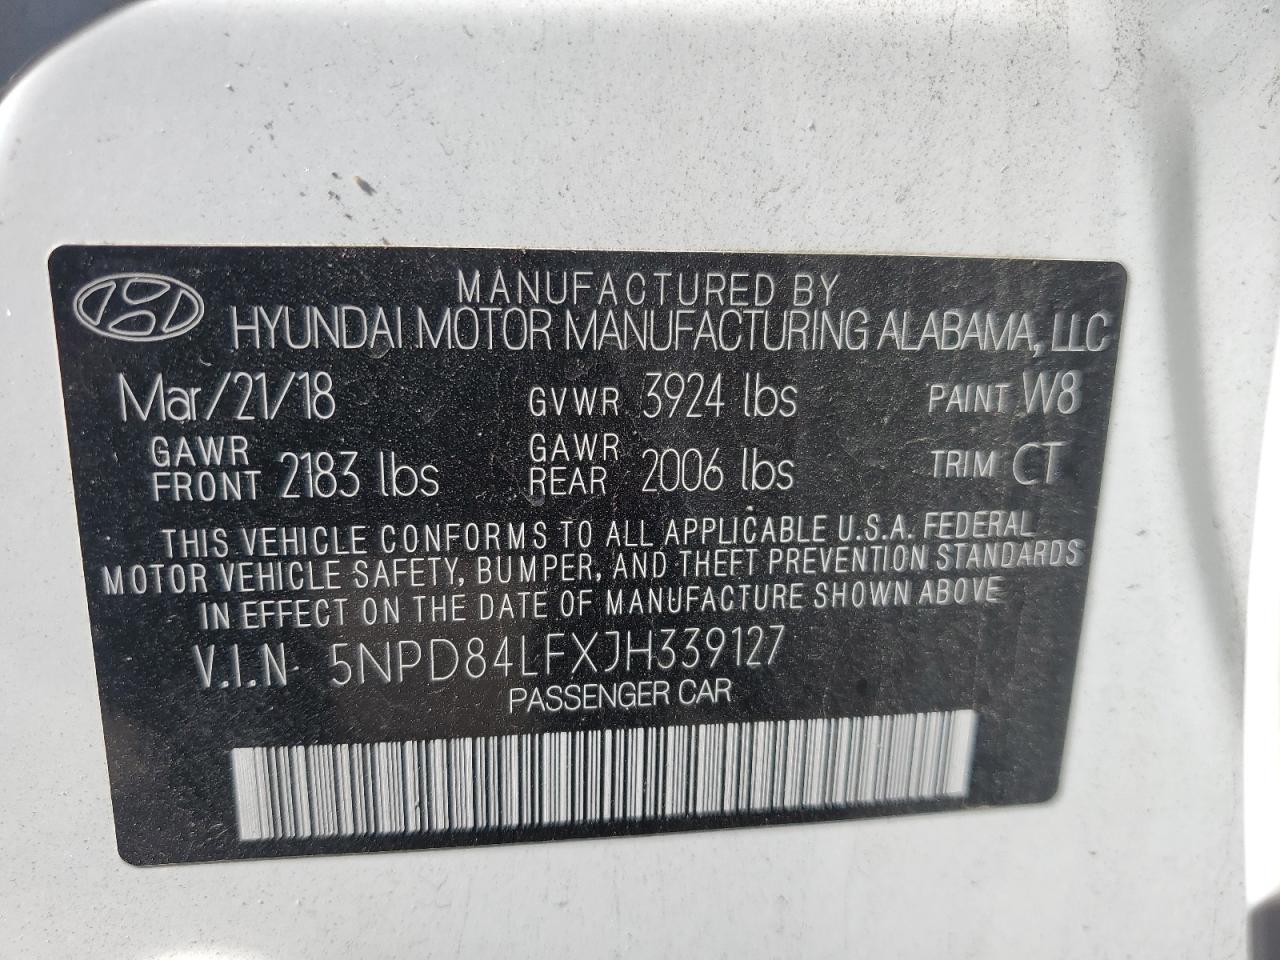 MANUFACTURED BY
HYUNDAI MOTOR MANUFACTURING ALABAMA, LLC
Mar/21/18 GVWR 3924 lbs PAINT W8
GAWR FRONT 2183 lbs GAWR REAR 2006 lbs TRIM CT
THIS VEHICLE CONFORMS TO ALL APPLICABLE U.S.A. FEDERAL
MOTOR VEHICLE SAFETY, BUMPER, AND THEFT PREVENTION STANDARDS
IN EFFECT ON THE DATE OF MANUFACTURE SHOWN ABOVE
V.I.N 5NPD84LFXJH339127
PASSENGER CAR